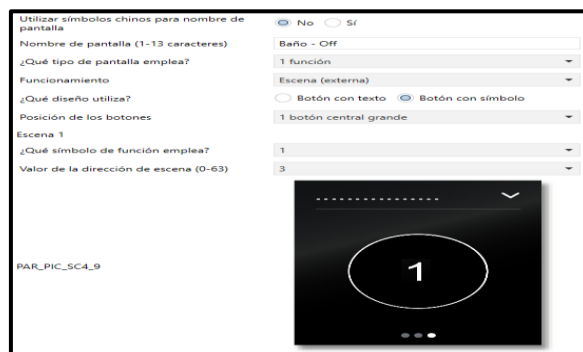 Utilizar símbolos chinos para nombre de
pantalla
No Sí
Nombre de pantalla (1-13 caracteres)
Baño - Off
¿Qué tipo de pantalla emplea?
1 función
Funcionamiento
Escena (externa)
¿Qué diseño utiliza?
Botón con texto Botón con símbolo
Posición de los botones
1 botón central grande
Escena 1
¿Qué símbolo de función emplea?
1
Valor de la dirección de escena (0-63)
3
PAR_PIC_SC4_9
1